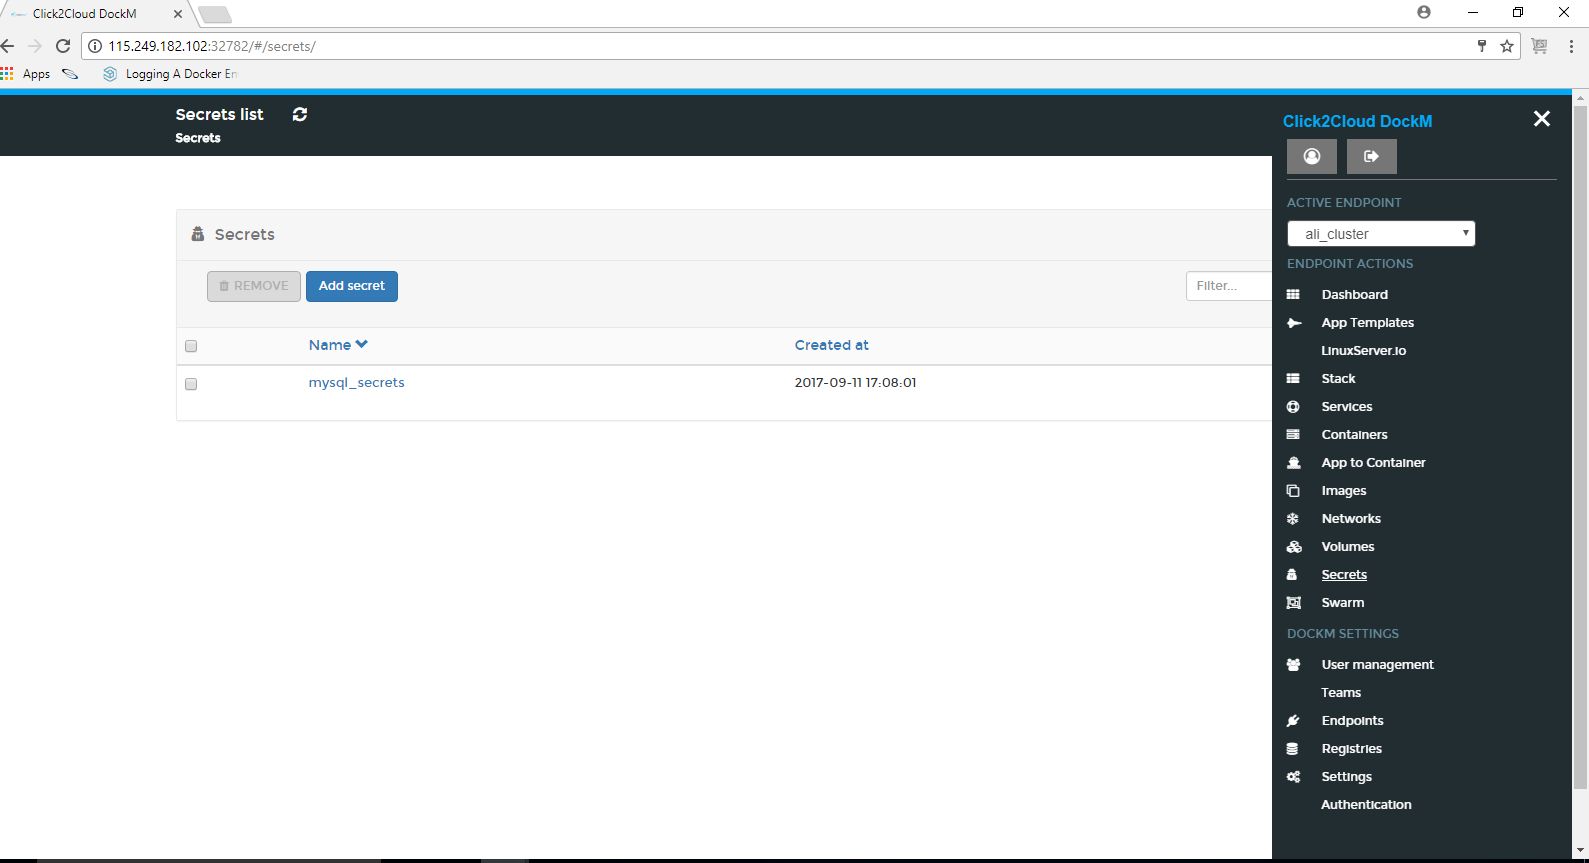 Click2Cloud DockM
115.249.182.102:32782/#/secrets/
Apps
Logging A Docker En
Secrets list
Secrets
Secrets
REMOVE
Add secret
Filter...
Name
Created at
mysql_secrets
2017-09-11 17:08:01
Click2Cloud DockM
ACTIVE ENDPOINT
ali_cluster
ENDPOINT ACTIONS
Dashboard
App Templates
LinuxServer.io
Stack
Services
Containers
App to Container
Images
Networks
Volumes
Secrets
Swarm
DOCKM SETTINGS
User management
Teams
Endpoints
Registries
Settings
Authentication